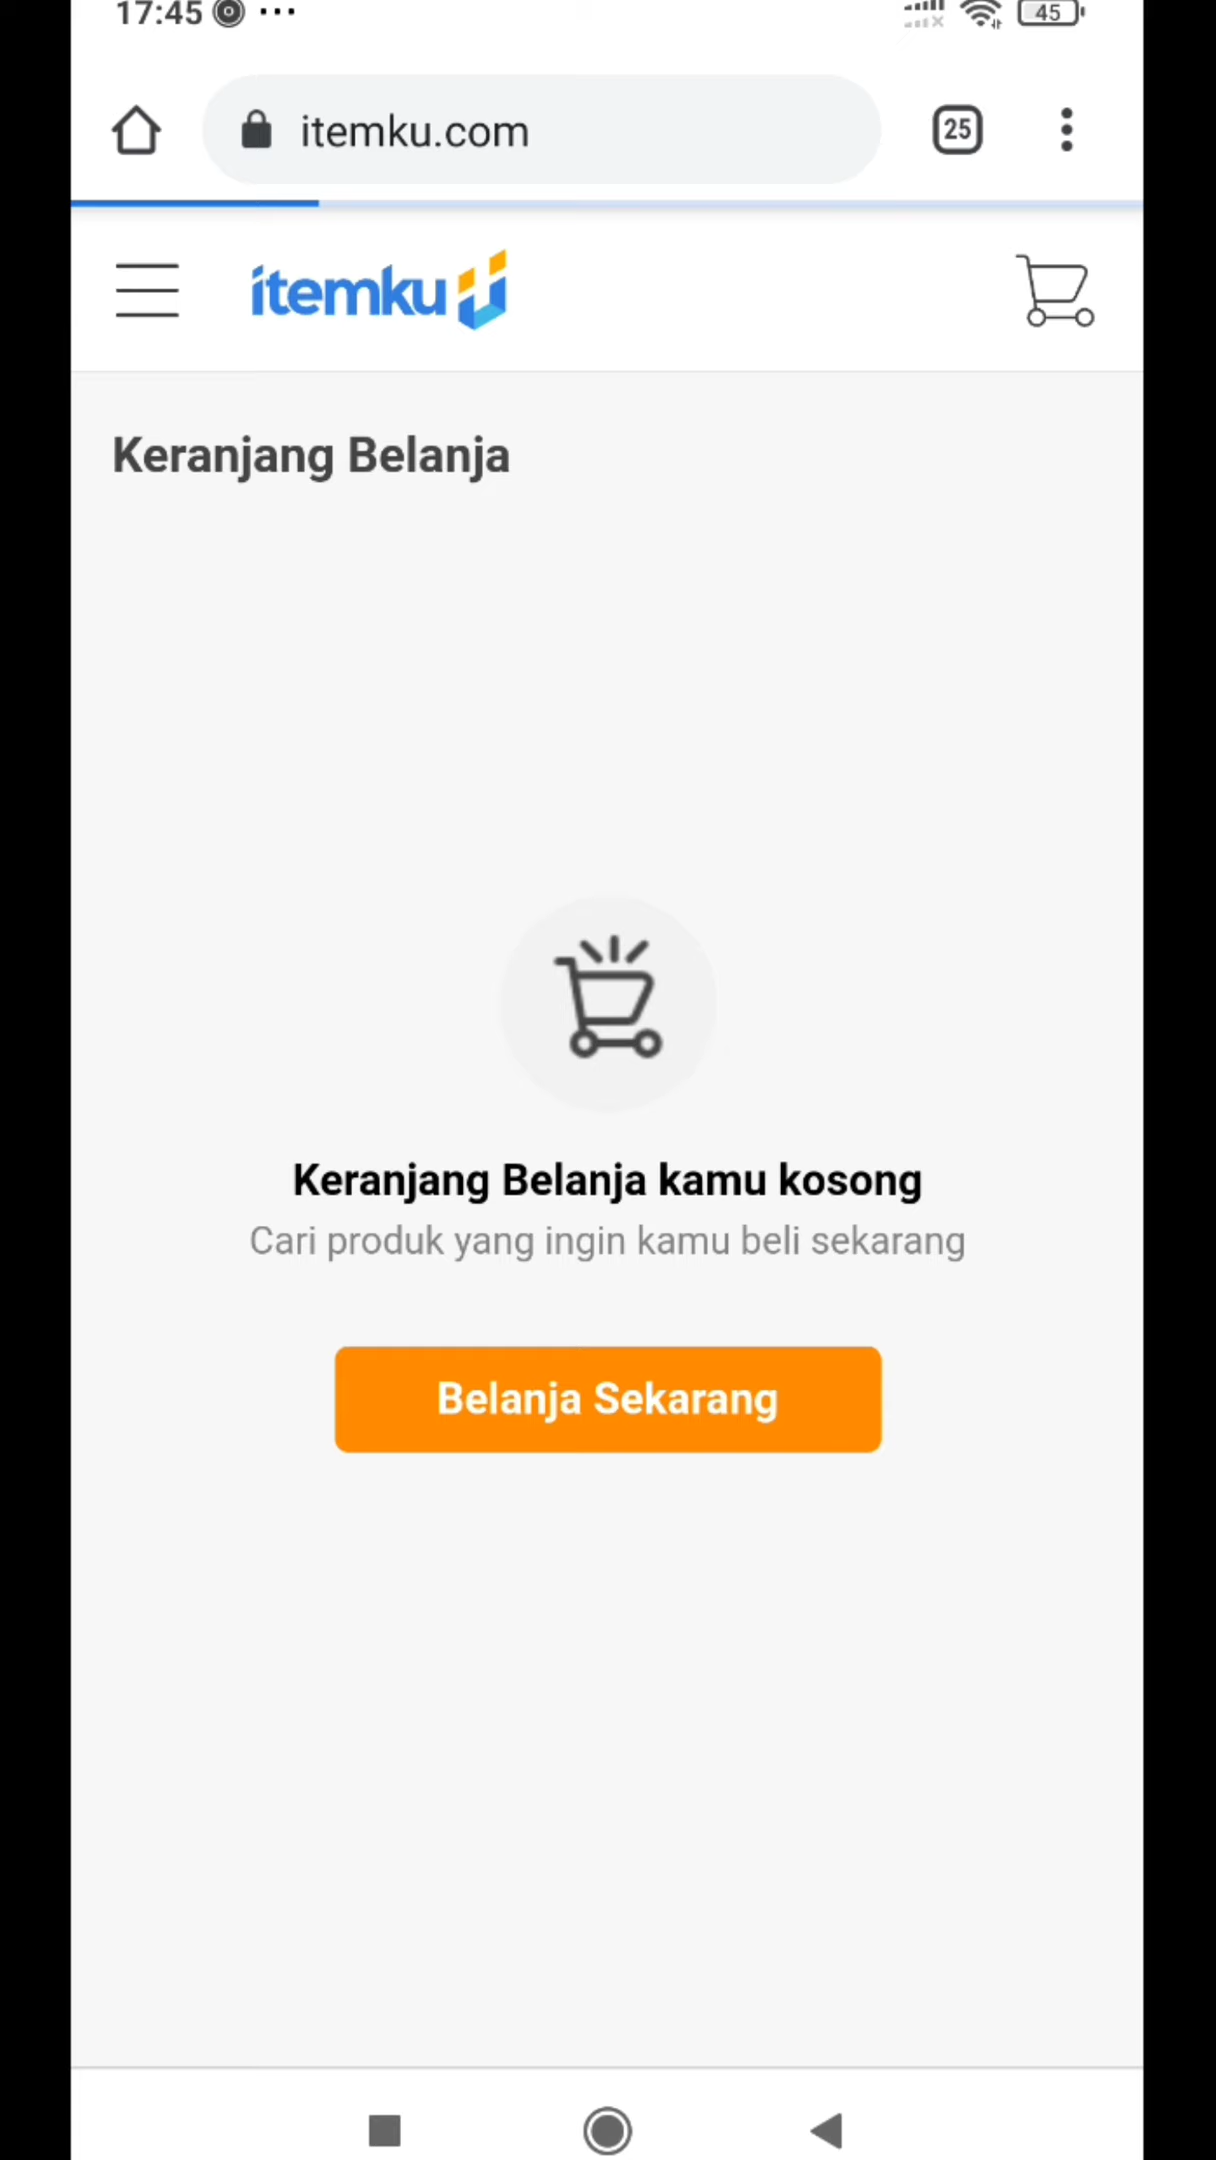 17:45
45
itemku.com
25
itemku
Keranjang Belanja
Keranjang Belanja kamu kosong
Cari produk yang ingin kamu beli sekarang
Belanja Sekarang